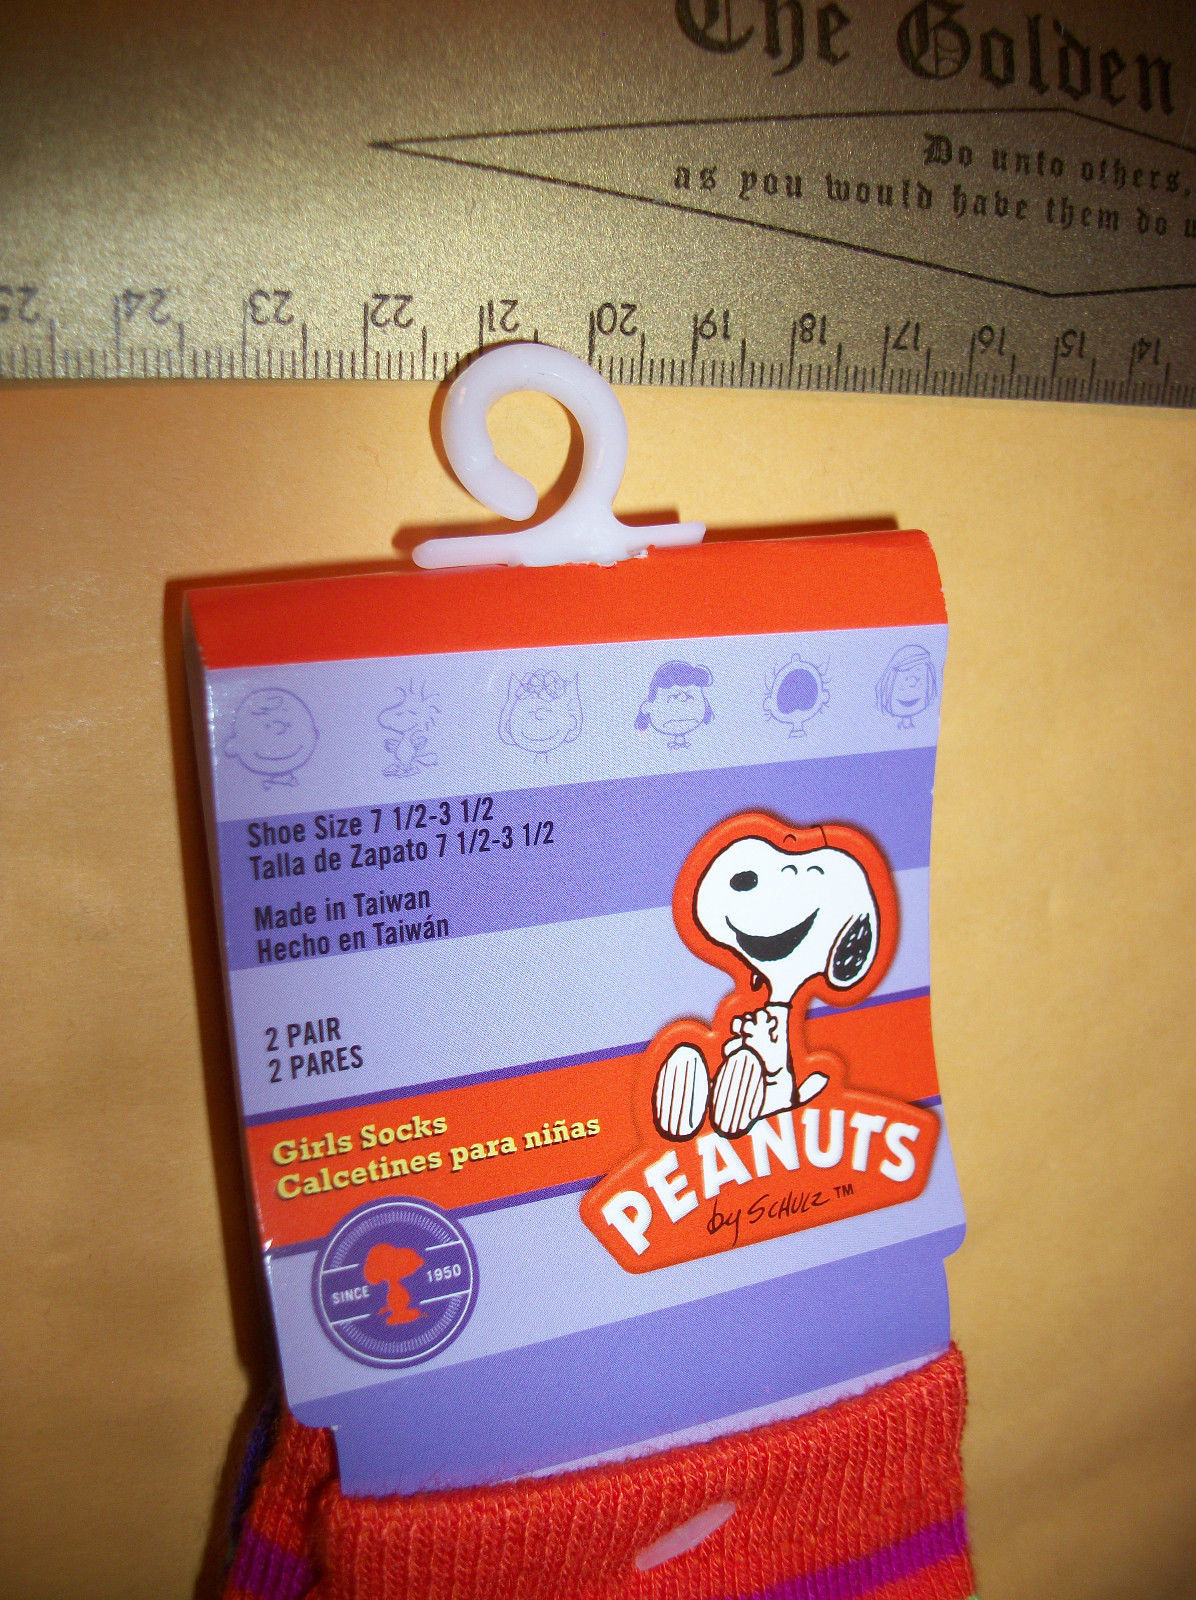 The Golden
Do unto others,
as you would have them do
25 24 23 22 21 20 19 18 17 16 15 14
Shoe Size 7 1/2-3 1/2
Talla de Zapato 7 1/2-3 1/2
Made in Taiwan
Hecho en Taiwán
2 PAIR
2 PARES
Girls Socks
Calcetines para niñas
PEANUTS
by SCHULZ™
SINCE 1950